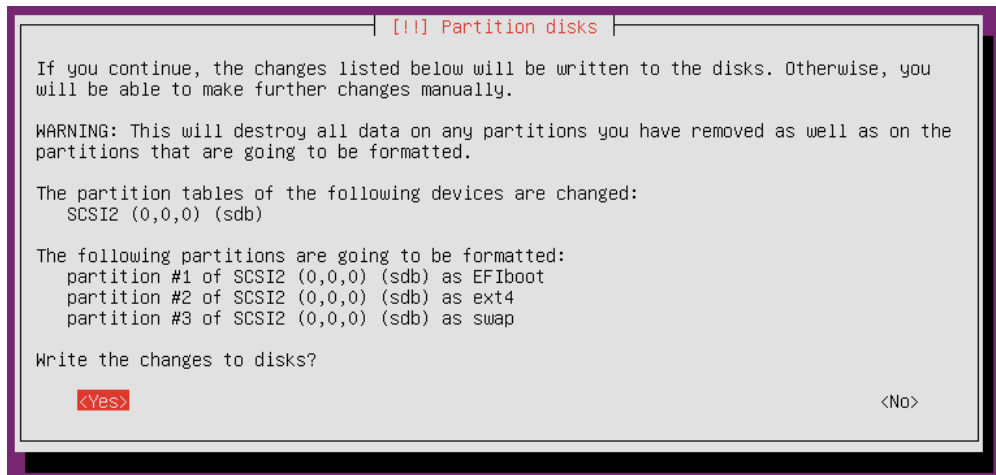 [!!] Partition disks
If you continue, the changes listed below will be written to the disks. Otherwise, you
will be able to make further changes manually.
WARNING: This will destroy all data on any partitions you have removed as well as on the
partitions that are going to be formatted.
The partition tables of the following devices are changed:
SCSI2 (0,0,0) (sdb)
The following partitions are going to be formatted:
partition #1 of SCSI2 (0,0,0) (sdb) as EFIboot
partition #2 of SCSI2 (0,0,0) (sdb) as ext4
partition #3 of SCSI2 (0,0,0) (sdb) as swap
Write the changes to disks?
<Yes> <No>